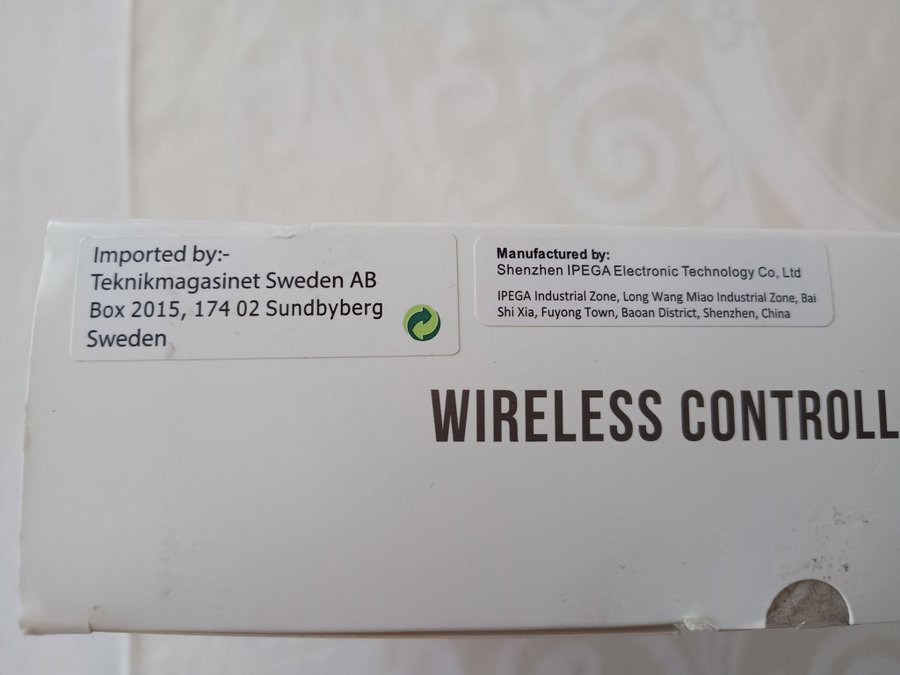 Imported by:-
Teknikmagasinet Sweden AB
Box 2015, 174 02 Sundbyberg
Sweden
Manufactured by:
Shenzhen IPEGA Electronic Technology Co, Ltd
IPEGA Industrial Zone, Long Wang Miao Industrial Zone, Bai
Shi Xia, Fuyong Town, Baoan District, Shenzhen, China
WIRELESS CONTROLL